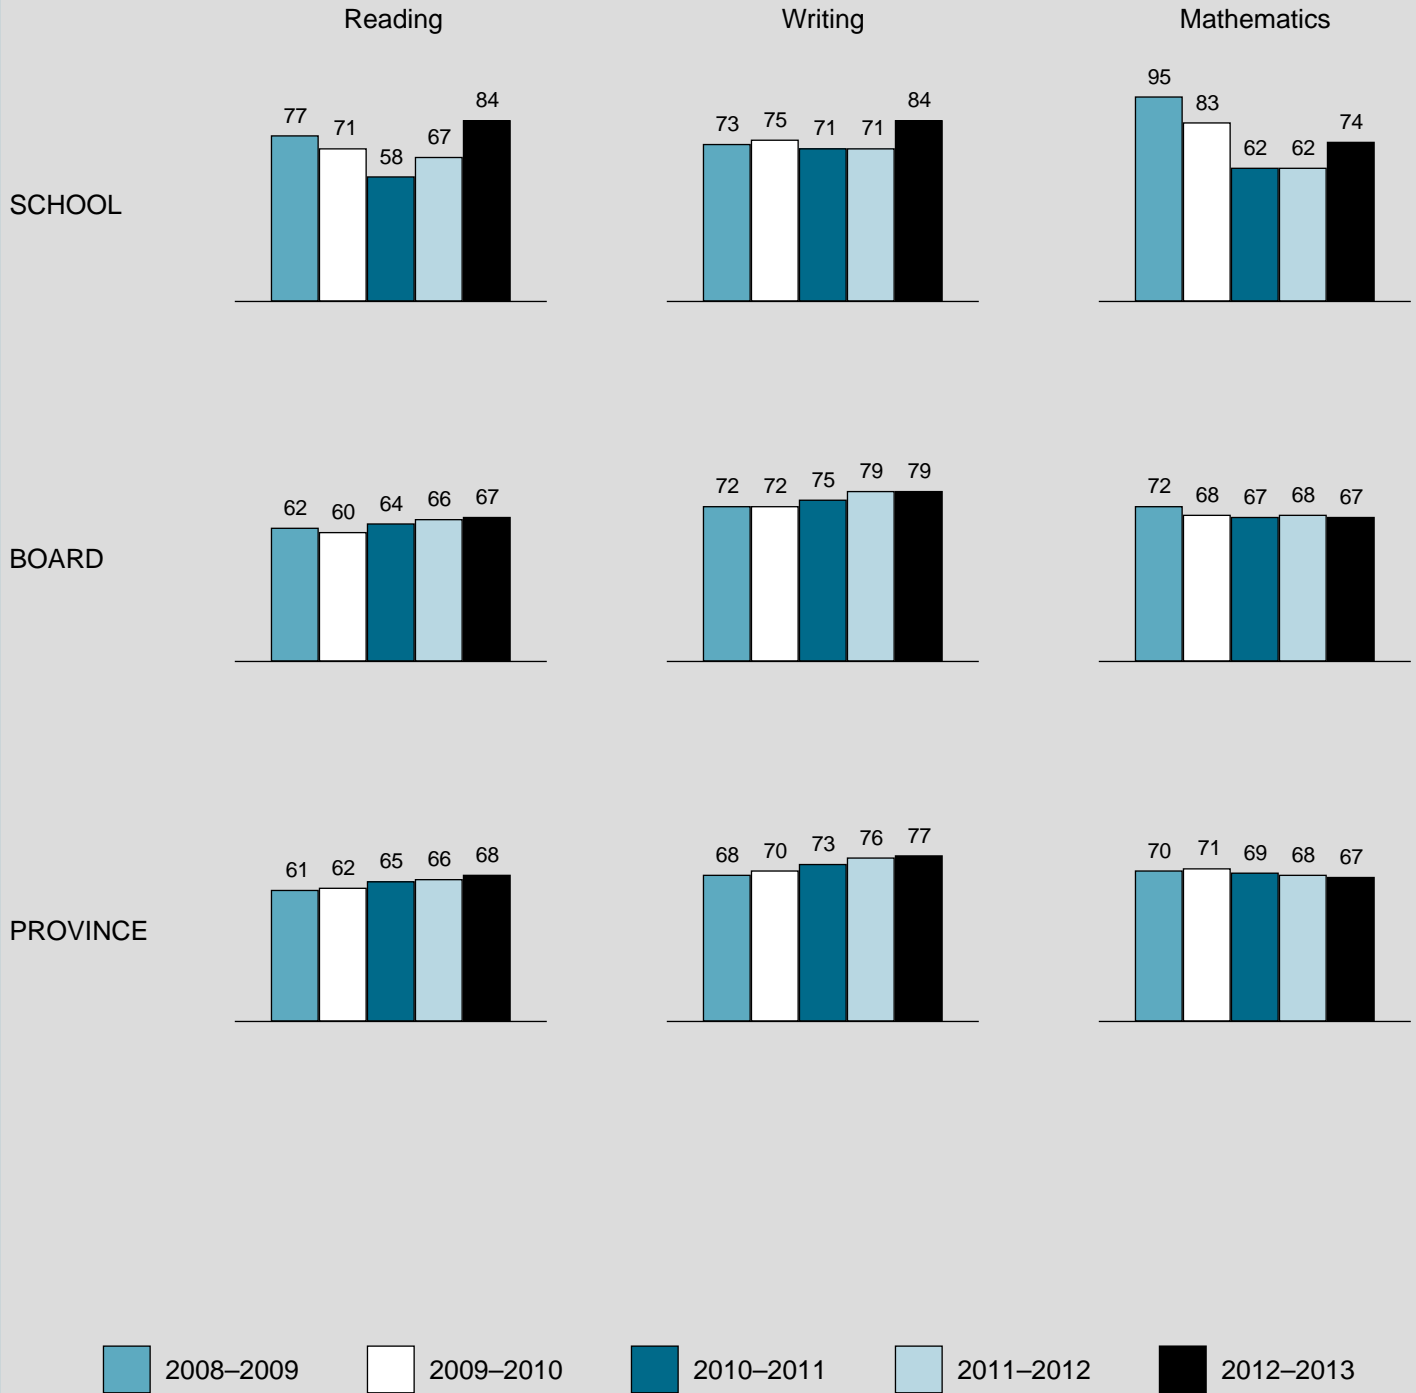 Reading Writing Mathematics
SCHOOL
77 71 58 67 84
73 75 71 71 84
95 83 62 62 74
BOARD
62 60 64 66 67
72 72 75 79 79
72 68 67 68 67
PROVINCE
61 62 65 66 68
68 70 73 76 77
70 71 69 68 67
2008–2009 2009–2010 2010–2011 2011–2012 2012–2013